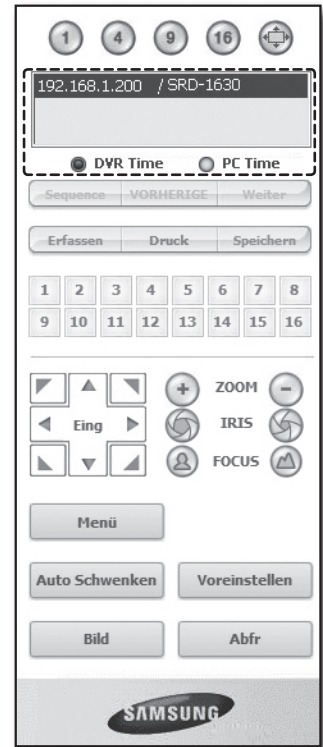 1 4 9 16
192.168.1.200 / SRD-1630
DVR Time PC Time
Sequence VORHERIGE Weiter
Erfassen Druck Speichern
1 2 3 4 5 6 7 8
9 10 11 12 13 14 15 16
+ ZOOM -
Eing IRIS
FOCUS
Menü
Auto Schwenken Voreinstellen
Bild Abfr
SAMSUNG